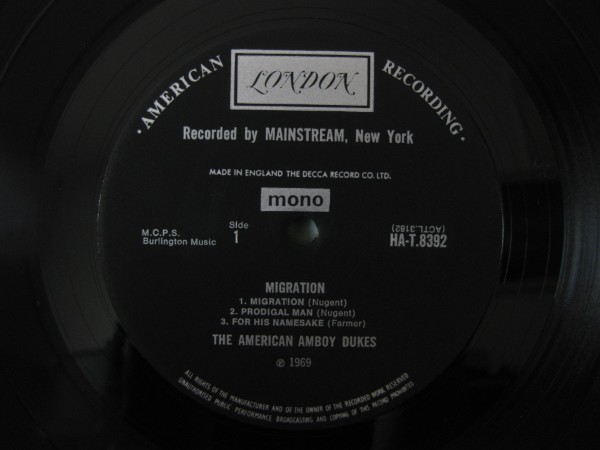 · AMERICAN RECORDING ·
LONDON
Recorded by MAINSTREAM, New York
MADE IN ENGLAND THE DECCA RECORD CO. LTD.
mono
M.C.P.S.
Burlington Music
Side
1
(ACTL.3182)
HA-T.8392
MIGRATION
1. MIGRATION (Nugent)
2. PRODIGAL MAN (Nugent)
3. FOR HIS NAMESAKE (Farmer)
THE AMERICAN AMBOY DUKES
℗ 1969
ALL RIGHTS OF THE MANUFACTURER AND OF THE OWNER OF THE RECORDED WORK RESERVED
UNAUTHORISED PUBLIC PERFORMANCE BROADCASTING AND COPYING OF THIS RECORD PROHIBITED